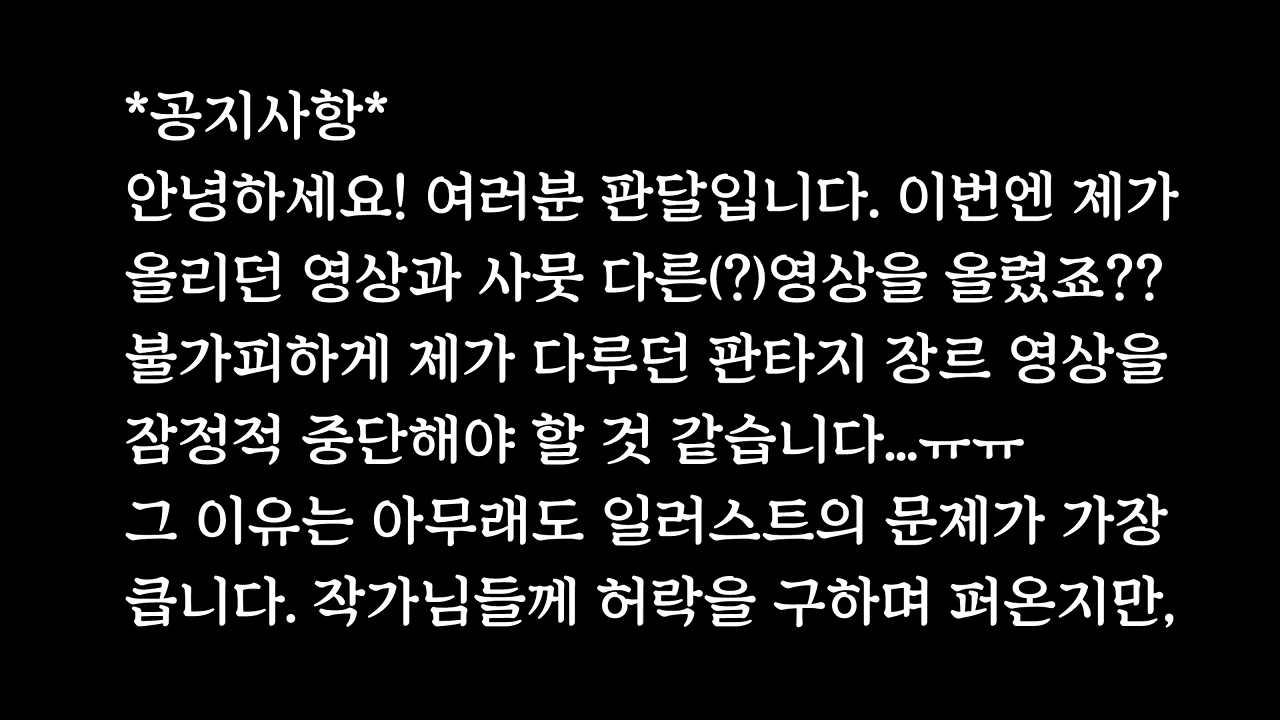 *공지사항*
안녕하세요! 여러분 판달입니다. 이번엔 제가
올리던 영상과 사뭇 다른(?)영상을 올렸죠??
불가피하게 제가 다루던 판타지 장르 영상을
잠정적 중단해야 할 것 같습니다...ㅠㅠ
그 이유는 아무래도 일러스트의 문제가 가장
큽니다. 작가님들께 허락을 구하며 퍼온지만,